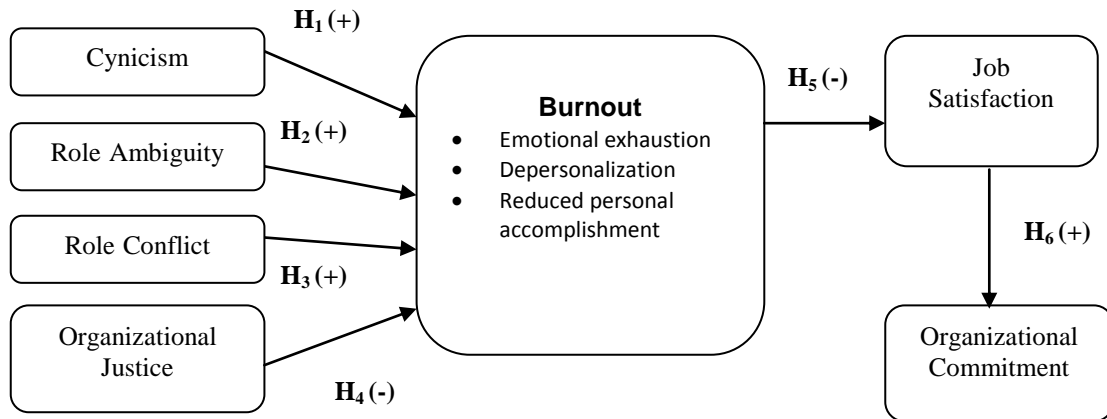 H₁ (+)
Cynicism
H₂ (+)
Role Ambiguity
Role Conflict
H₃ (+)
Organizational
Justice
H₄ (-)
Burnout
• Emotional exhaustion
• Depersonalization
• Reduced personal
accomplishment
H₅ (-)
Job
Satisfaction
H₆ (+)
Organizational
Commitment